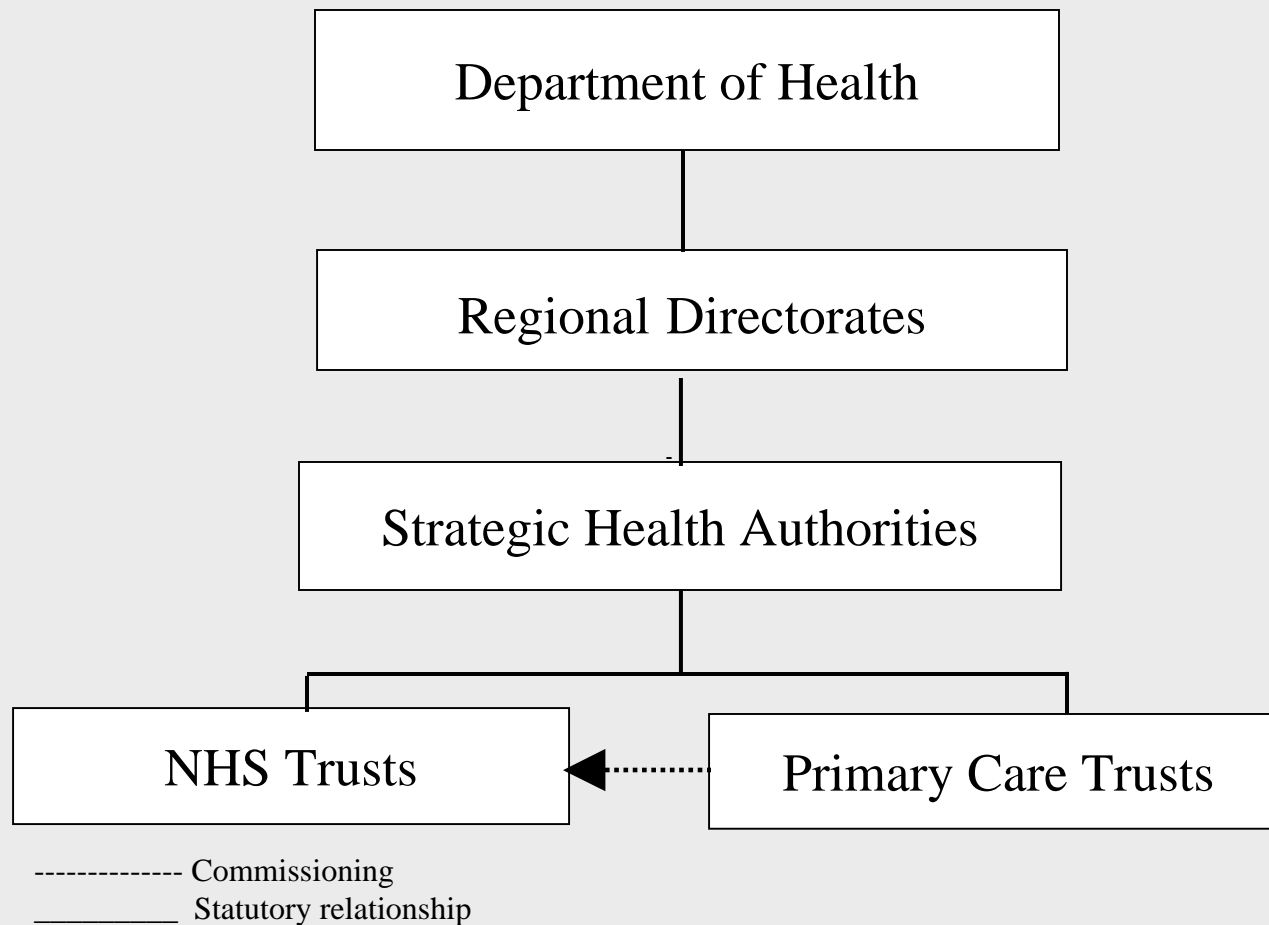 Department of Health
Regional Directorates
-
Strategic Health Authorities
NHS Trusts
Primary Care Trusts
-------------- Commissioning
_________ Statutory relationship